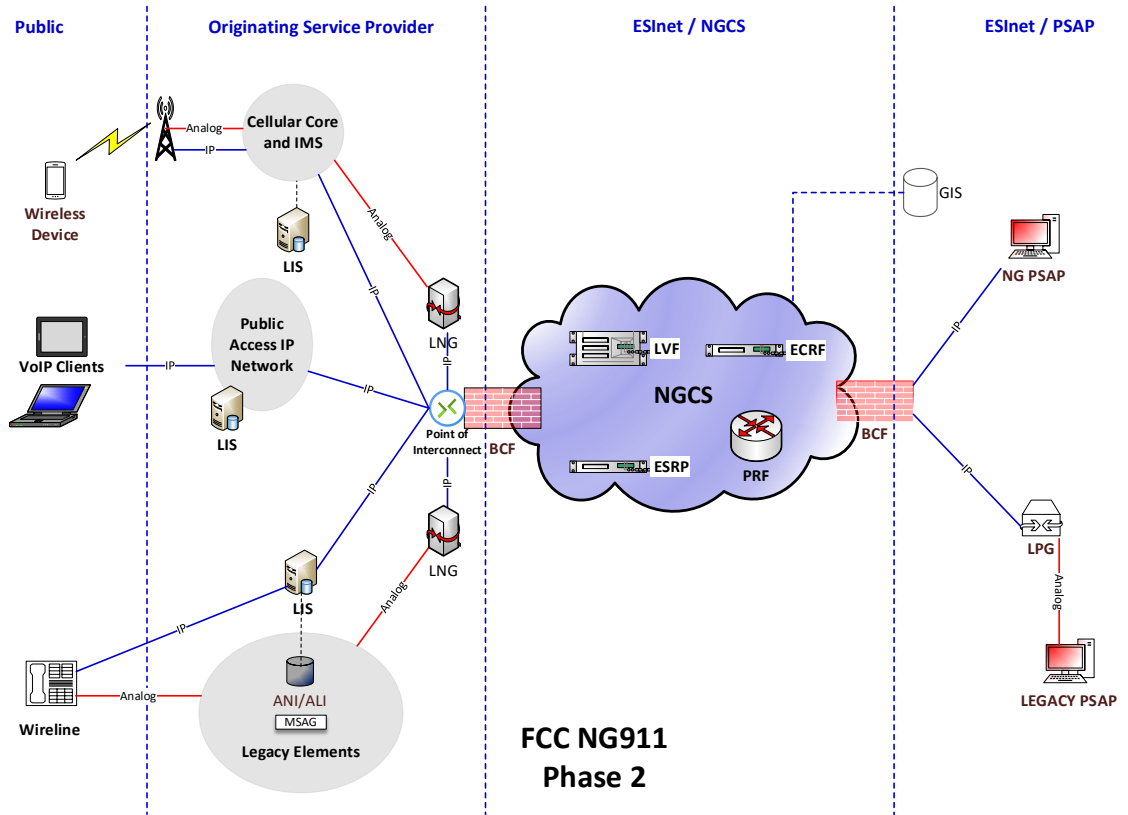 Public
Originating Service Provider
ESInet / NGCS
ESInet / PSAP
Cellular Core
and IMS
Analog
IP
Wireless
Device
LIS
Analog
IP
GIS
NG PSAP
LNG
IP
IP
Public
Access IP
Network
VoIP Clients
IP
IP
LIS
LVF
ECRF
NGCS
ESRP
PRF
Point of
Interconnect
BCF
BCF
IP
IP
IP
LNG
LPG
Analog
LEGACY PSAP
LIS
IP
Analog
Wireline
Analog
ANI/ALI
MSAG
Legacy Elements
FCC NG911
Phase 2